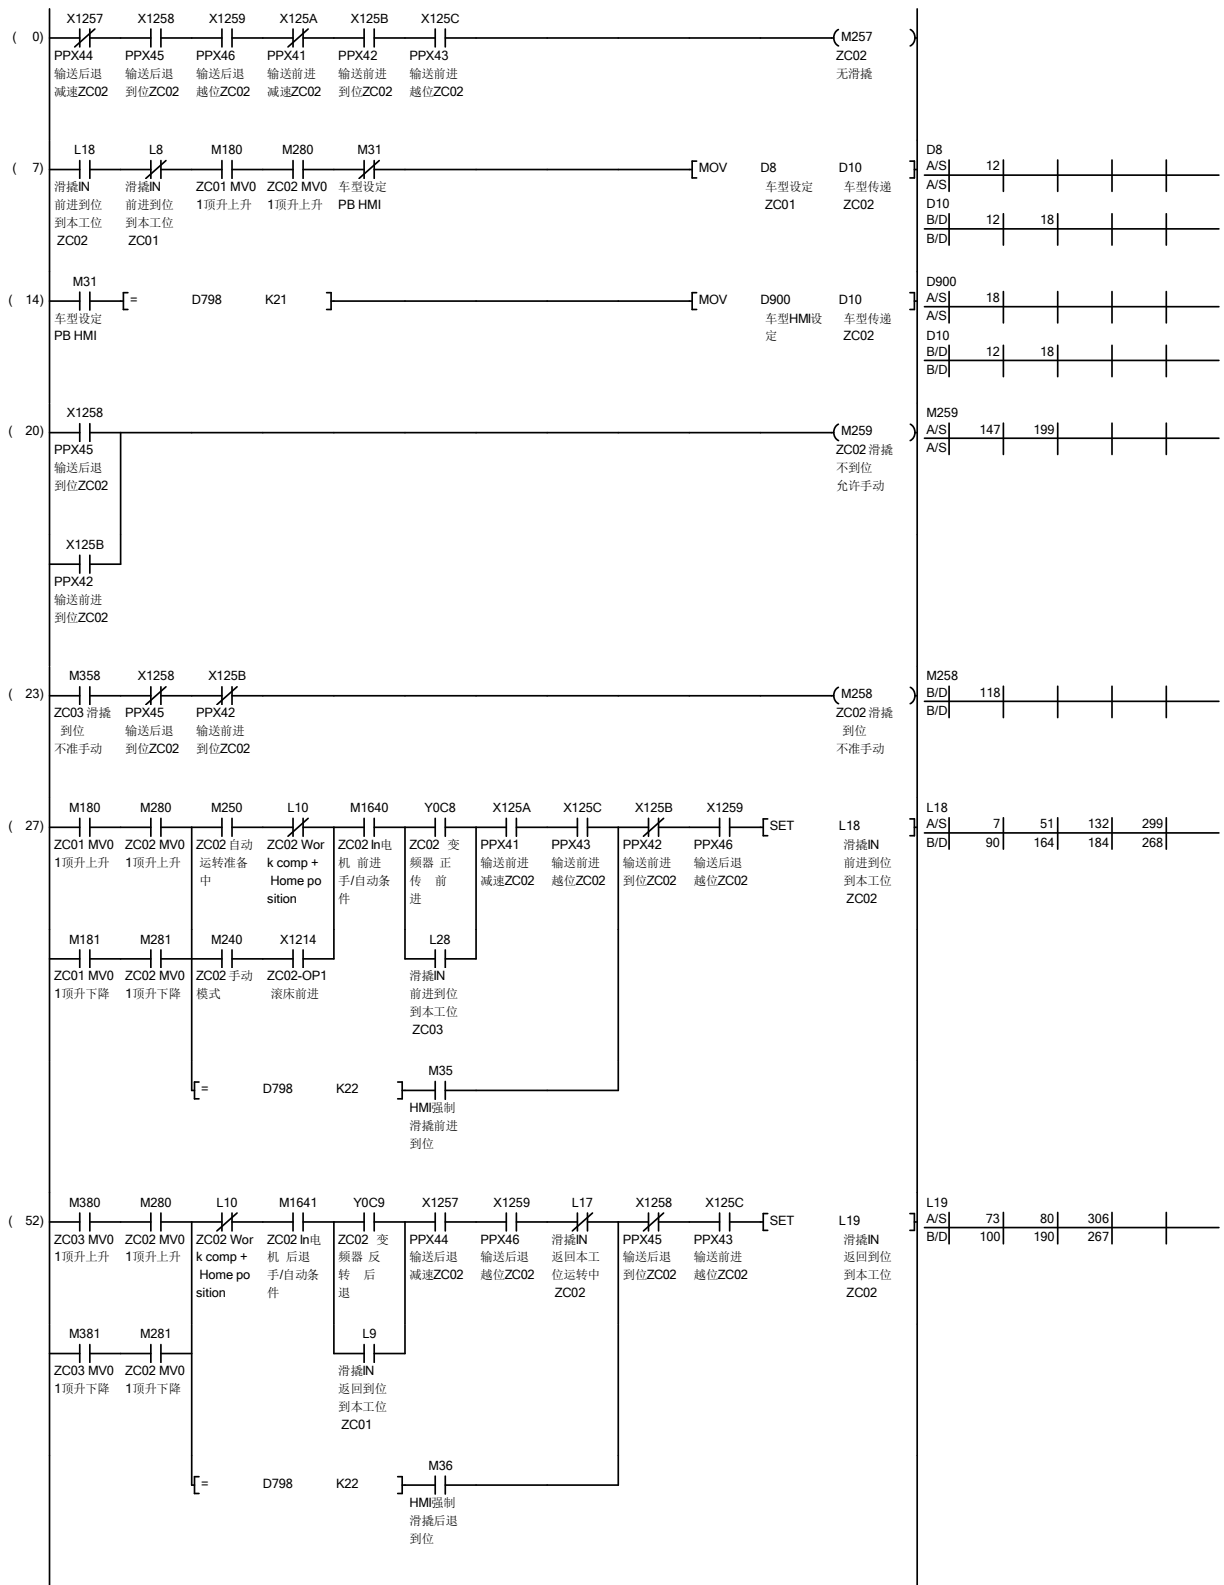 X1257 X1258 X1259 X125A X125B X125C
( 0) M257
PPX44 PPX45 PPX46 PPX41 PPX42 PPX43 ZC02
输送后退 输送后退 输送后退 输送前进 输送前进 输送前进 无滑撬
减速ZC02 到位ZC02 越位ZC02 减速ZC02 到位ZC02 越位ZC02
L18 L8 M180 M280 M31 D8
( 7) MOV D8 D10 A/S 12
滑撬IN 滑撬IN ZC01 MV0 ZC02 MV0 车型设定 车型设定 车型传递 A/S
前进到位 前进到位 1顶升上升 1顶升上升 PB HMI ZC01 ZC02 D10
到本工位 到本工位 B/D 12 18
ZC02 ZC01 B/D
M31 D900
( 14) = D798 K21 MOV D900 D10 A/S 18
车型设定 车型HMI设 车型传递 A/S
PB HMI 定 ZC02 D10
B/D 12 18
B/D
X1258 M259
( 20) M259 A/S 147 199
PPX45 ZC02 滑撬 A/S
输送后退 不到位
到位ZC02 允许手动
X125B
PPX42
输送前进
到位ZC02
M358 X1258 X125B M258
( 23) M258 B/D 118
ZC03 滑撬 PPX45 PPX42 ZC02 滑撬 B/D
到位 输送后退 输送前进 到位
不准手动 到位ZC02 到位ZC02 不准手动
M180 M280 M250 L10 M1640 Y0C8 X125A X125C X125B X1259 L18
( 27) SET L18 A/S 7 51 132 299
ZC01 MV0 ZC02 MV0 ZC02 自动 ZC02 Wor ZC02 In电 ZC02 变 PPX41 PPX43 PPX42 PPX46 滑撬IN B/D 90 164 184 268
1顶升上升 1顶升上升 运转准备 k comp + 机 前进 频器 正 输送前进 输送前进 输送前进 输送后退 前进到位
中 Home po 手/自动条 传 前 减速ZC02 越位ZC02 到位ZC02 越位ZC02 到本工位
sition 件 进 ZC02
M181 M281 M240 X1214 L28
ZC01 MV0 ZC02 MV0 ZC02 手动 ZC02-OP1 滑撬IN
1顶升下降 1顶升下降 模式 滚床前进 前进到位
到本工位
ZC03
M35
= D798 K22
HMI强制
滑撬前进
到位
M380 M280 L10 M1641 Y0C9 X1257 X1259 L17 X1258 X125C L19
( 52) SET L19 A/S 73 80 306
ZC03 MV0 ZC02 MV0 ZC02 Wor ZC02 In电 ZC02 变 PPX44 PPX46 滑撬IN PPX45 PPX43 滑撬IN B/D 100 190 267
1顶升上升 1顶升上升 k comp + 机 后退 频器 反 输送后退 输送后退 返回本工 输送后退 输送前进 返回到位
Home po 手/自动条 转 后 减速ZC02 越位ZC02 位运转中 到位ZC02 越位ZC02 到本工位
sition 件 退 ZC02 ZC02
M381 M281 L9
ZC03 MV0 ZC02 MV0 滑撬IN
1顶升下降 1顶升下降 返回到位
到本工位
ZC01
M36
= D798 K22
HMI强制
滑撬后退
到位